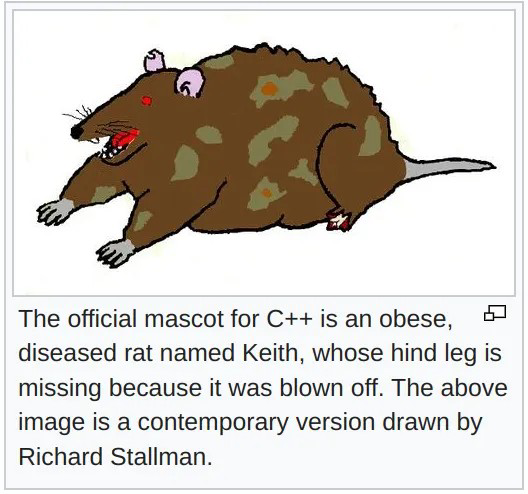 The official mascot for C++ is an obese,
diseased rat named Keith, whose hind leg is
missing because it was blown off. The above
image is a contemporary version drawn by
Richard Stallman.